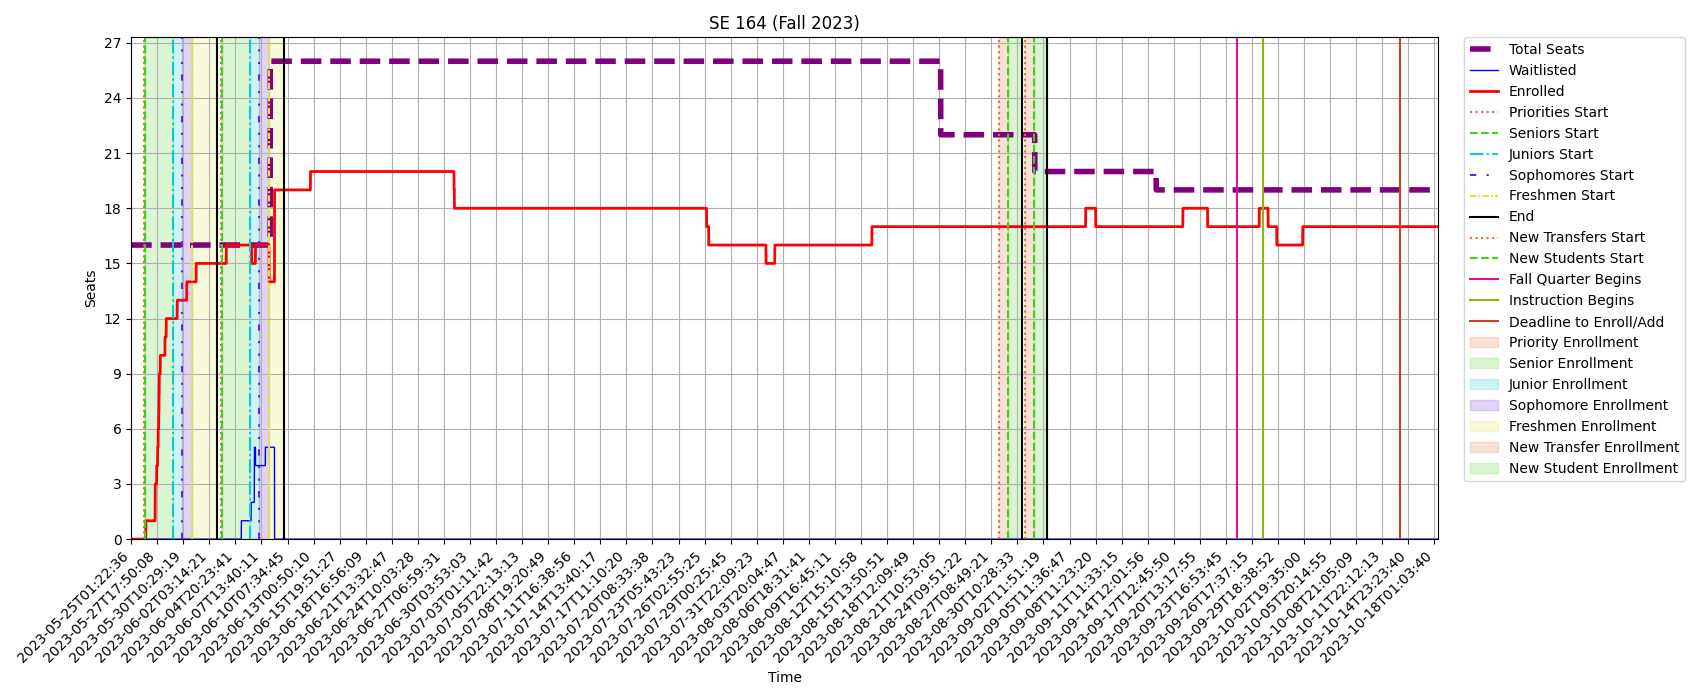 SE 164 (Fall 2023)
27
24
21
18
15
12
9
6
3
0
Seats
2023-05-25T01:22:36
2023-05-27T17:50:08
2023-05-30T10:29:19
2023-06-02T03:14:21
2023-06-04T20:23:41
2023-06-07T13:40:11
2023-06-10T07:34:45
2023-06-13T00:50:10
2023-06-15T19:51:27
2023-06-18T16:56:09
2023-06-21T13:32:47
2023-06-24T10:03:28
2023-06-27T06:59:31
2023-06-30T03:53:03
2023-07-03T01:11:42
2023-07-05T22:13:13
2023-07-08T19:20:49
2023-07-11T16:38:56
2023-07-14T13:40:17
2023-07-17T11:10:20
2023-07-20T08:33:38
2023-07-23T05:43:23
2023-07-26T02:55:25
2023-07-29T00:25:45
2023-07-31T22:09:23
2023-08-03T20:04:47
2023-08-06T18:31:41
2023-08-09T16:45:11
2023-08-12T15:10:58
2023-08-15T13:50:51
2023-08-18T12:09:49
2023-08-21T10:53:05
2023-08-24T09:51:22
2023-08-27T08:49:21
2023-08-30T10:28:33
2023-09-02T11:51:19
2023-09-05T11:36:47
2023-09-08T11:23:20
2023-09-11T11:33:15
2023-09-14T12:01:56
2023-09-17T12:45:50
2023-09-20T13:17:55
2023-09-23T16:53:45
2023-09-26T17:37:15
2023-09-29T18:38:52
2023-10-02T19:35:00
2023-10-05T20:14:55
2023-10-08T21:05:09
2023-10-11T22:12:13
2023-10-14T23:23:40
2023-10-18T01:03:40
Time
Total Seats
Waitlisted
Enrolled
Priorities Start
Seniors Start
Juniors Start
Sophomores Start
Freshmen Start
End
New Transfers Start
New Students Start
Fall Quarter Begins
Instruction Begins
Deadline to Enroll/Add
Priority Enrollment
Senior Enrollment
Junior Enrollment
Sophomore Enrollment
Freshmen Enrollment
New Transfer Enrollment
New Student Enrollment